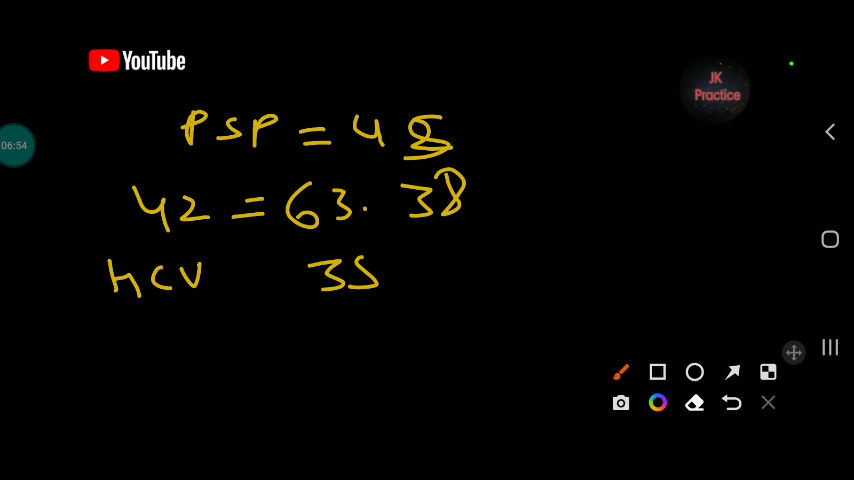 YouTube
JK
Practice
06:54
PSP = 48
42 = 63.38
HCV 35